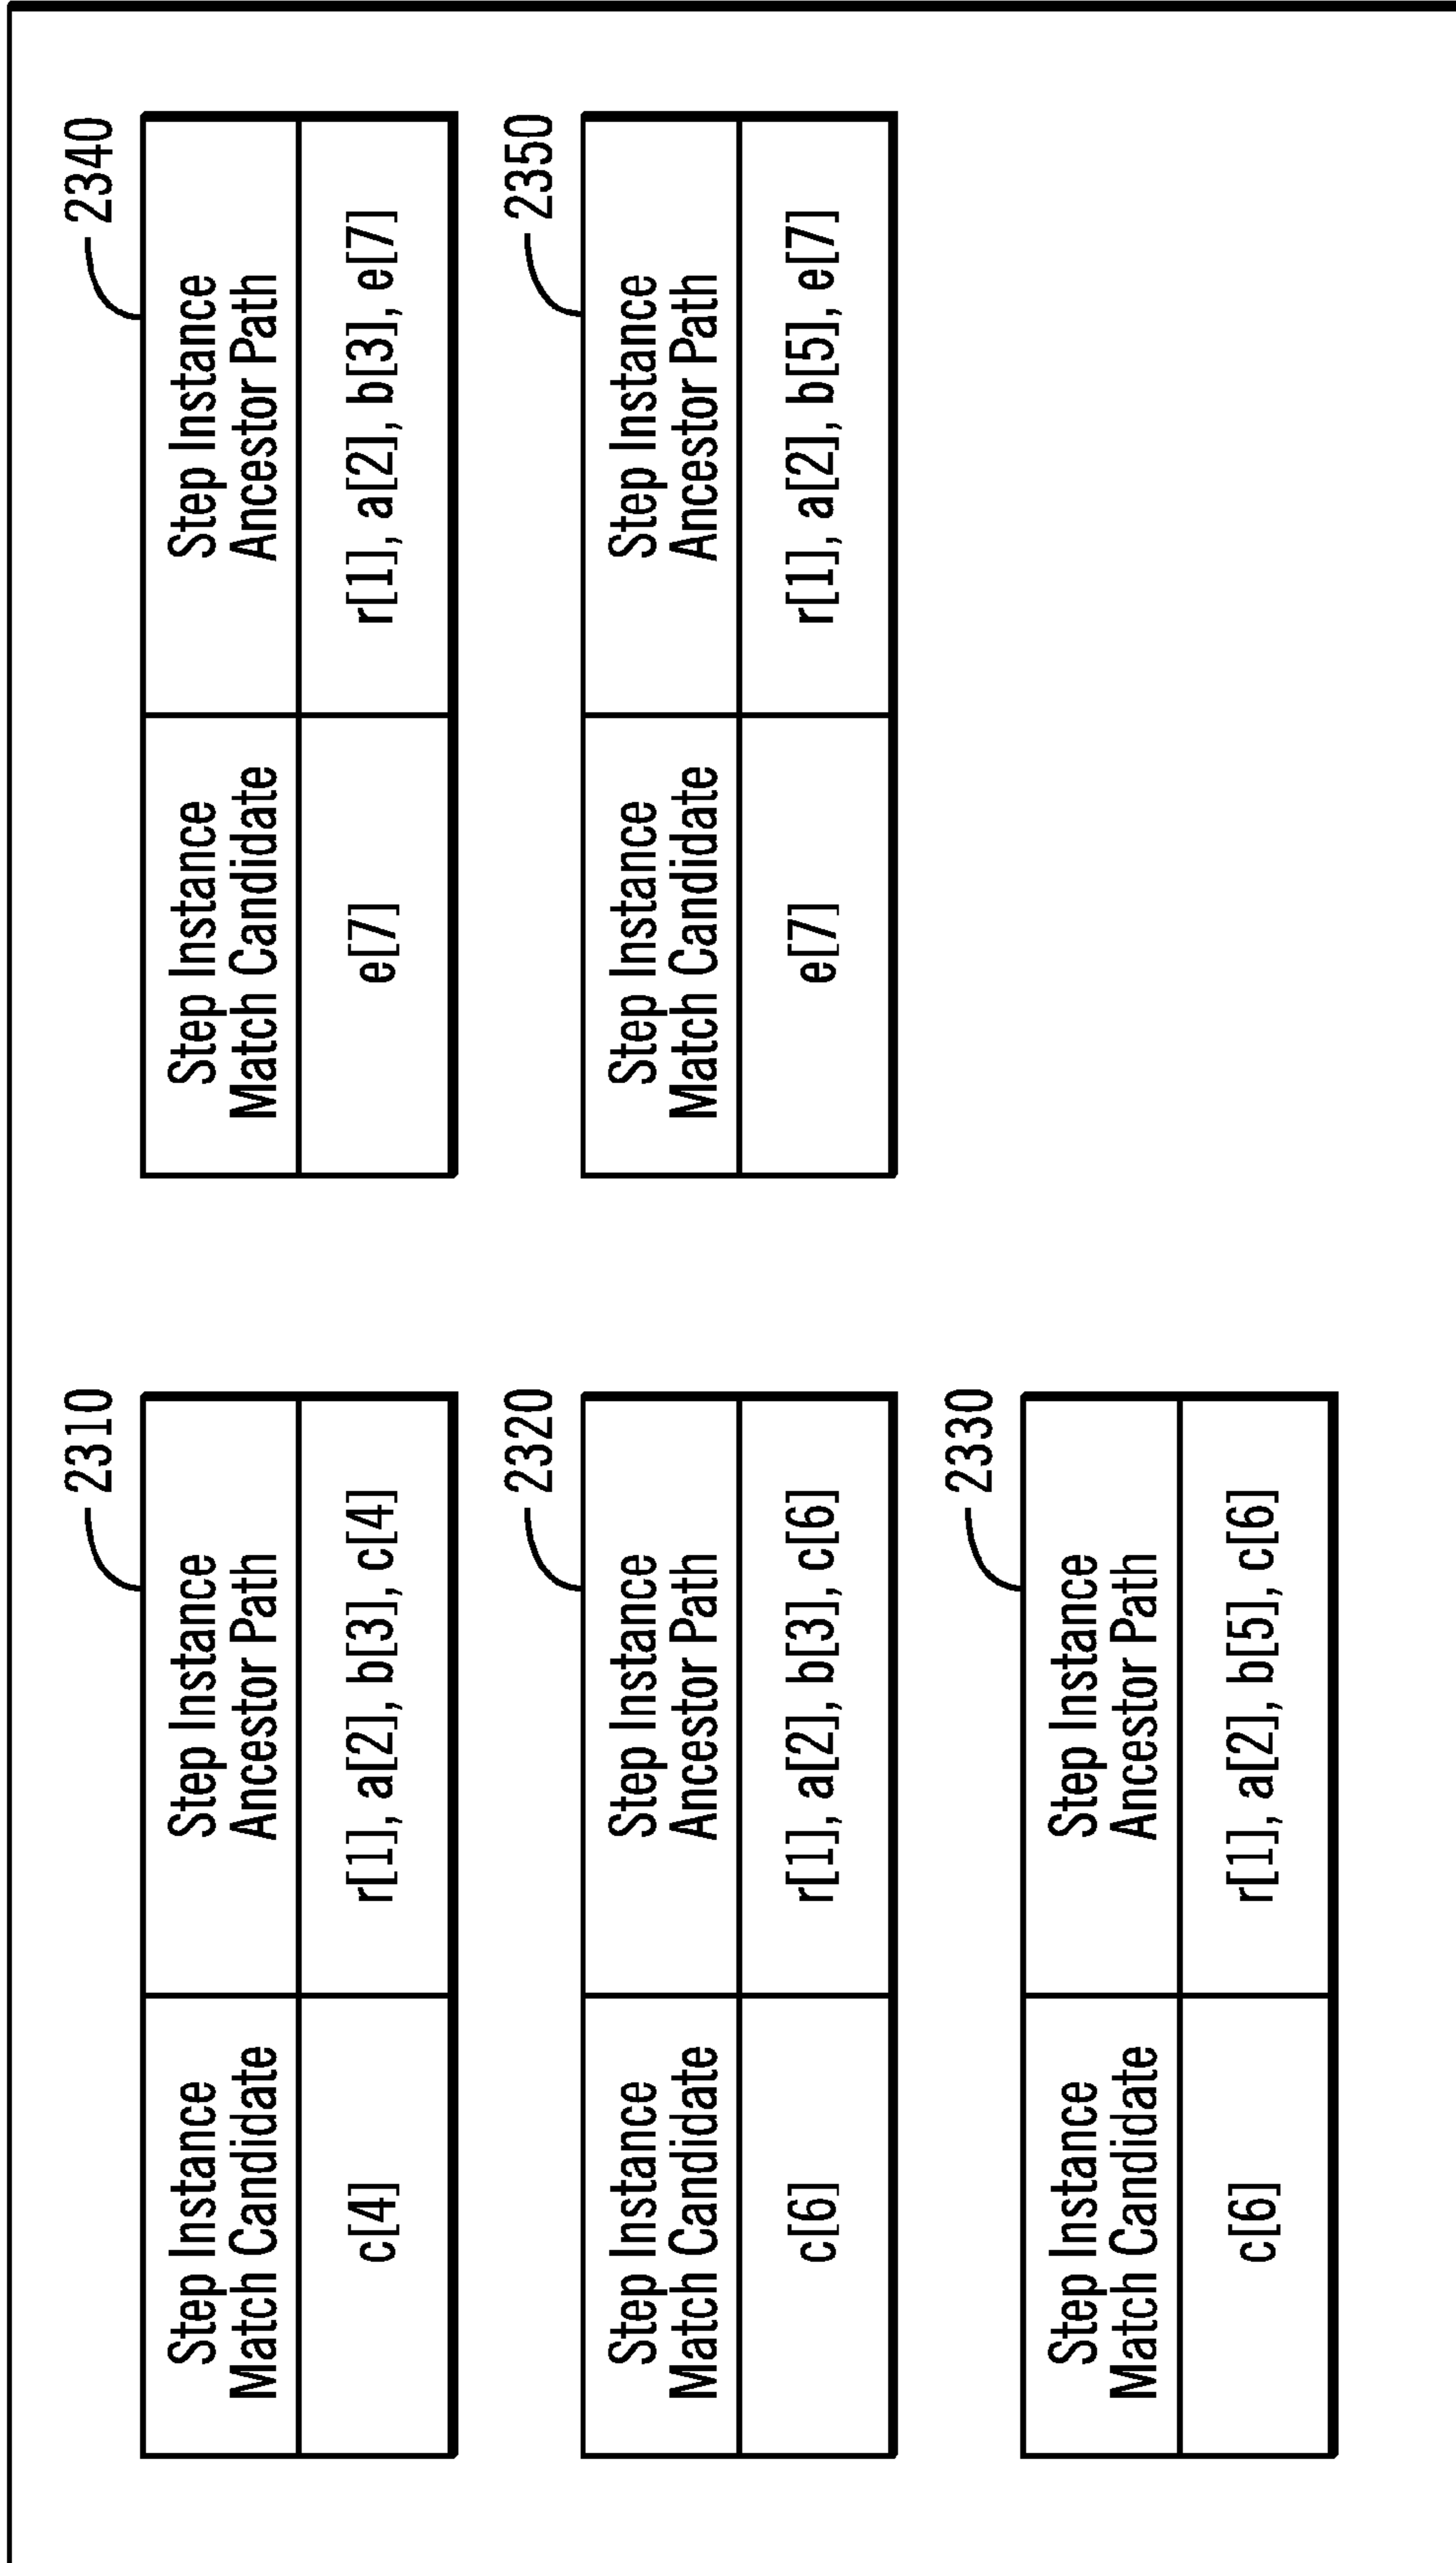 2310
Step Instance
Match Candidate
Step Instance
Ancestor Path
c[4]
r[1], a[2], b[3], c[4]
2340
Step Instance
Match Candidate
Step Instance
Ancestor Path
e[7]
r[1], a[2], b[3], e[7]
2320
Step Instance
Match Candidate
Step Instance
Ancestor Path
c[6]
r[1], a[2], b[3], c[6]
2350
Step Instance
Match Candidate
Step Instance
Ancestor Path
e[7]
r[1], a[2], b[5], e[7]
2330
Step Instance
Match Candidate
Step Instance
Ancestor Path
c[6]
r[1], a[2], b[5], c[6]